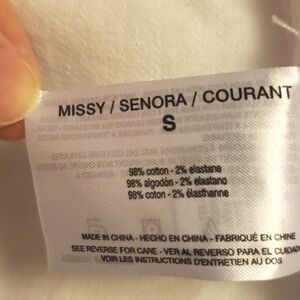 MISSY / SENORA / COURANT
S
98% cotton - 2% elastane
98% algodón - 2% elastano
98% coton - 2% élasthanne
MADE IN CHINA - HECHO EN CHINA - FABRIQUÉ EN CHINE
SEE REVERSE FOR CARE - VER AL REVERSO PARA EL CUIDADO
VOIR LES INSTRUCTIONS D'ENTRETIEN AU DOS